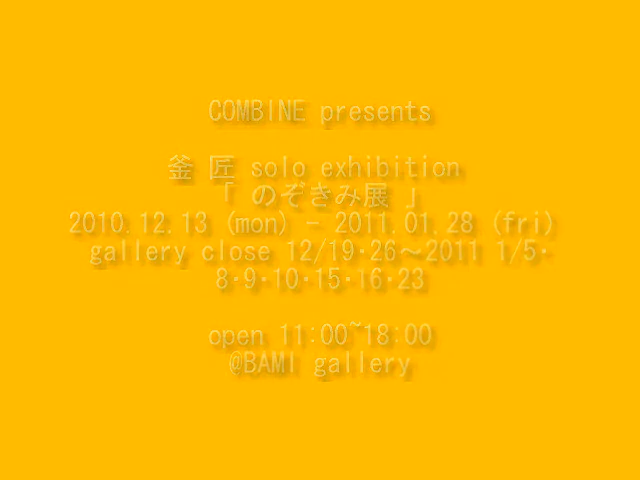 COMBINE presents
釜 匠 solo exhibition
「 のぞきみ展 」
2010.12.13 (mon) - 2011.01.28 (fri)
gallery close 12/19・26～2011 1/5・
8・9・10・15・16・23
open 11:00~18:00
@BAMI gallery